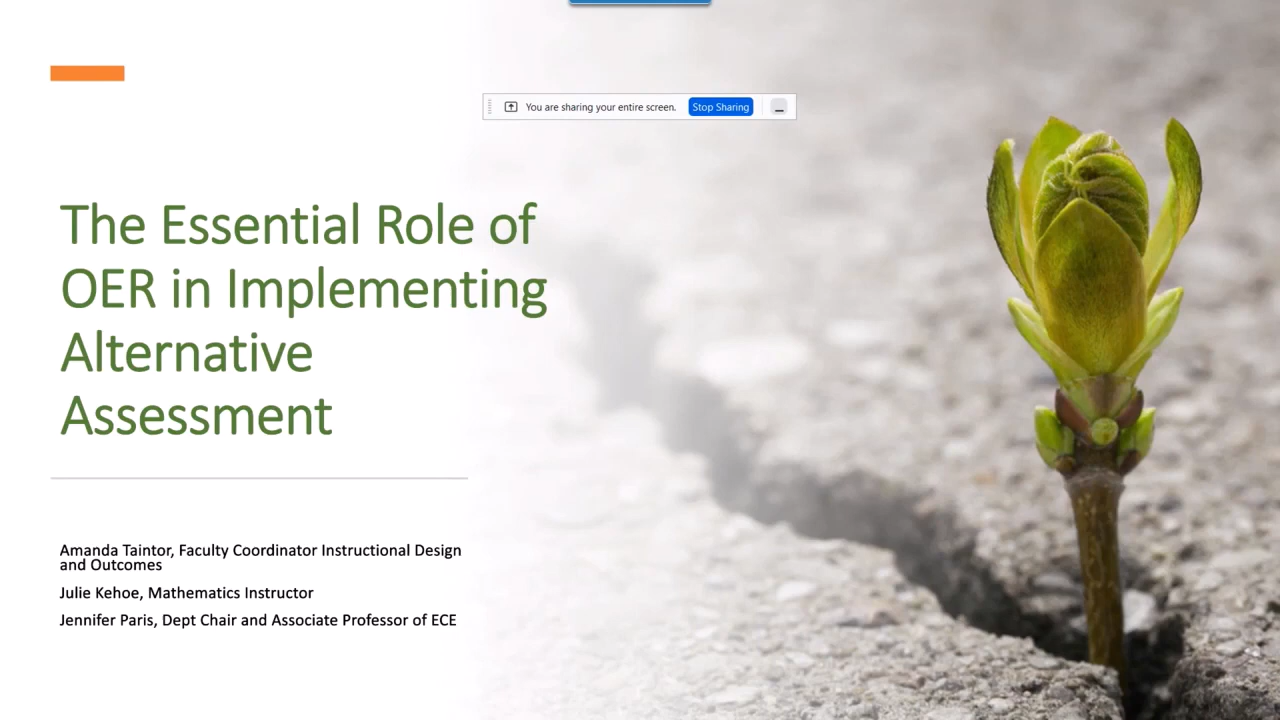 You are sharing your entire screen. Stop Sharing
The Essential Role of
OER in Implementing
Alternative
Assessment
Amanda Taintor, Faculty Coordinator Instructional Design
and Outcomes
Julie Kehoe, Mathematics Instructor
Jennifer Paris, Dept Chair and Associate Professor of ECE